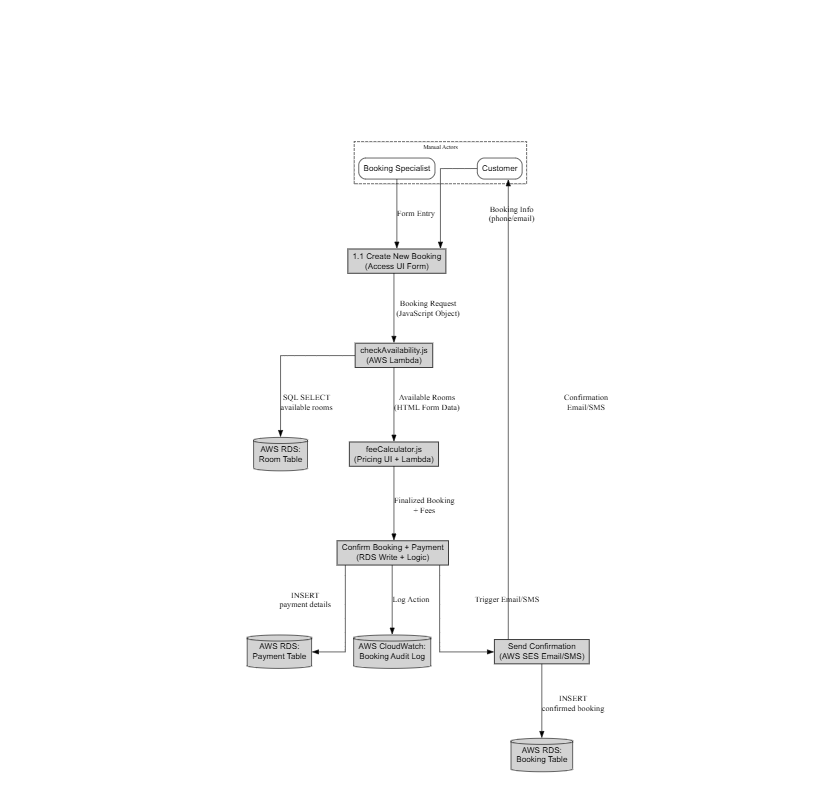 Manual Actors
Booking Specialist
Customer
Form Entry
Booking Info
(phone/email)
1.1 Create New Booking
(Access UI Form)
Booking Request
(JavaScript Object)
checkAvailability.js
(AWS Lambda)
SQL SELECT
available rooms
Available Rooms
(HTML Form Data)
Confirmation
Email/SMS
AWS RDS:
Room Table
feeCalculator.js
(Pricing UI + Lambda)
Finalized Booking
+ Fees
Confirm Booking + Payment
(RDS Write + Logic)
INSERT
payment details
Log Action
Trigger Email/SMS
AWS RDS:
Payment Table
AWS CloudWatch:
Booking Audit Log
Send Confirmation
(AWS SES Email/SMS)
INSERT
confirmed booking
AWS RDS:
Booking Table